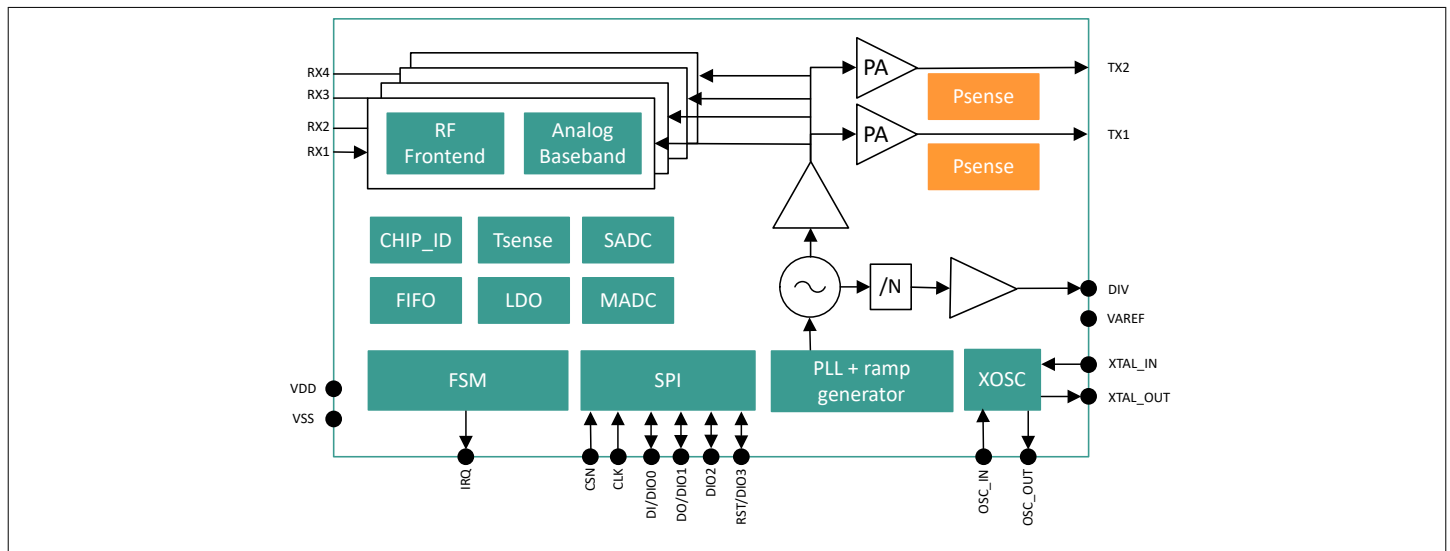 PA
TX2
RX4
Psense
RX3
RF
Frontend
Analog
Baseband
RX2
PA
TX1
RX1
Psense
CHIP_ID
Tsense
SADC
FIFO
LDO
MADC
/N
DIV
VAREF
FSM
SPI
PLL + ramp
generator
XOSC
XTAL_IN
XTAL_OUT
VDD
VSS
IRQ
CSN
CLK
DI/DIO0
DO/DIO1
DIO2
RST/DIO3
OSC_IN
OSC_OUT